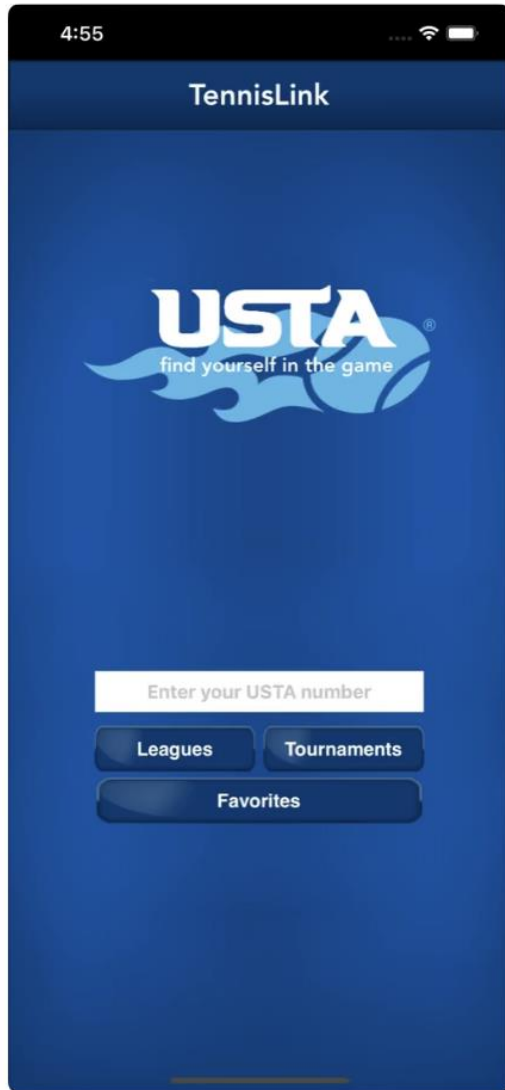 4:55
TennisLink
USTA
®
find yourself in the game
Enter your USTA number
Leagues
Tournaments
Favorites